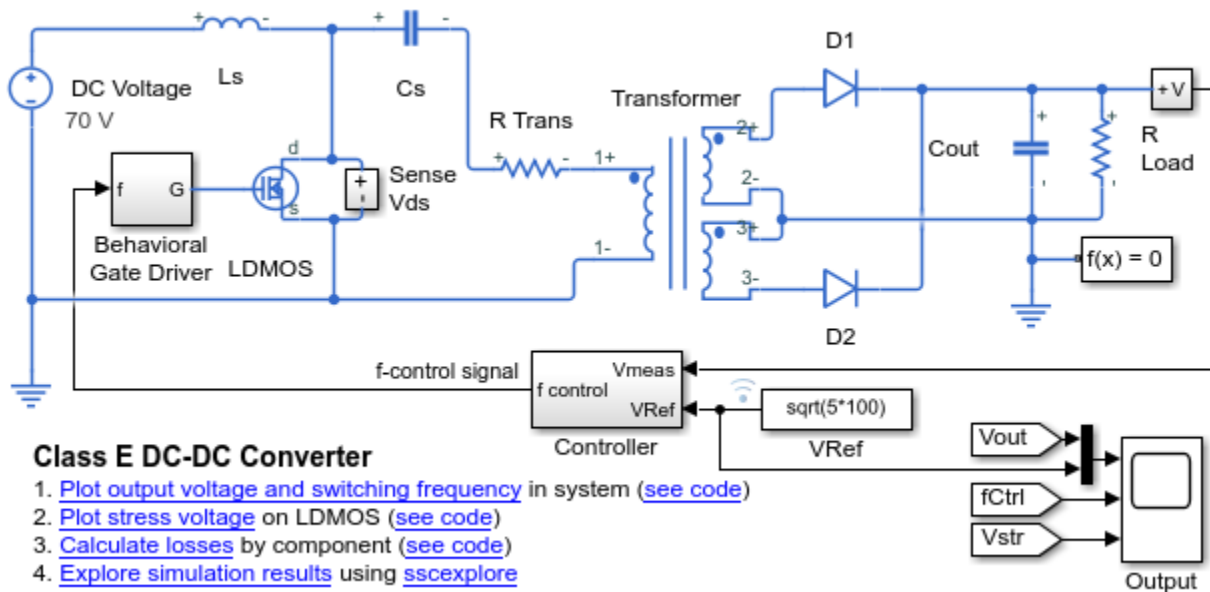 + -
Ls
+ -
Cs
DC Voltage
70 V
+
-
D1
Transformer
R Trans
+ -
1+
1-
2+
2-
3+
3-
D2
Cout
+
-
+
-
R
Load
+V
f G
Behavioral
Gate Driver
d
s
LDMOS
+
-
Sense
Vds
f(x) = 0
f-control signal
Vmeas
f control
VRef
Controller
sqrt(5*100)
VRef
Vout
fCtrl
Vstr
Output
Class E DC-DC Converter
1. Plot output voltage and switching frequency in system (see code)
2. Plot stress voltage on LDMOS (see code)
3. Calculate losses by component (see code)
4. Explore simulation results using sscexplore